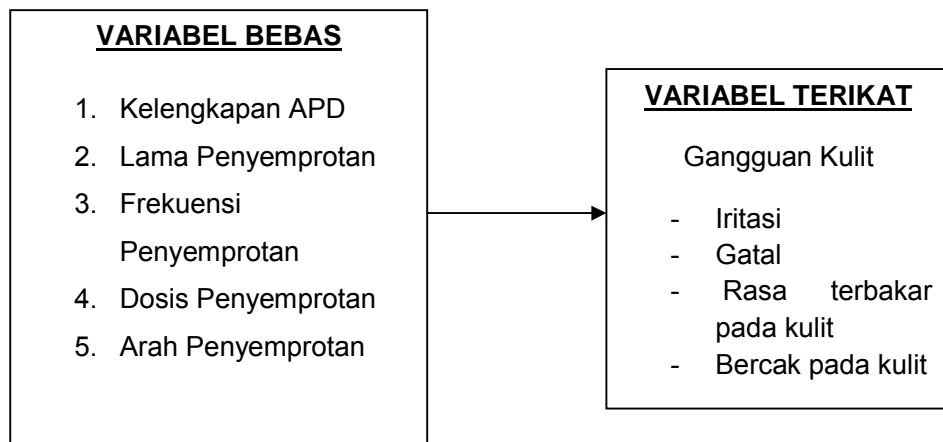 VARIABEL BEBAS
1. Kelengkapan APD
2. Lama Penyemprotan
3. Frekuensi
Penyemprotan
4. Dosis Penyemprotan
5. Arah Penyemprotan
VARIABEL TERIKAT
Gangguan Kulit
- Iritasi
- Gatal
- Rasa terbakar
pada kulit
- Bercak pada kulit